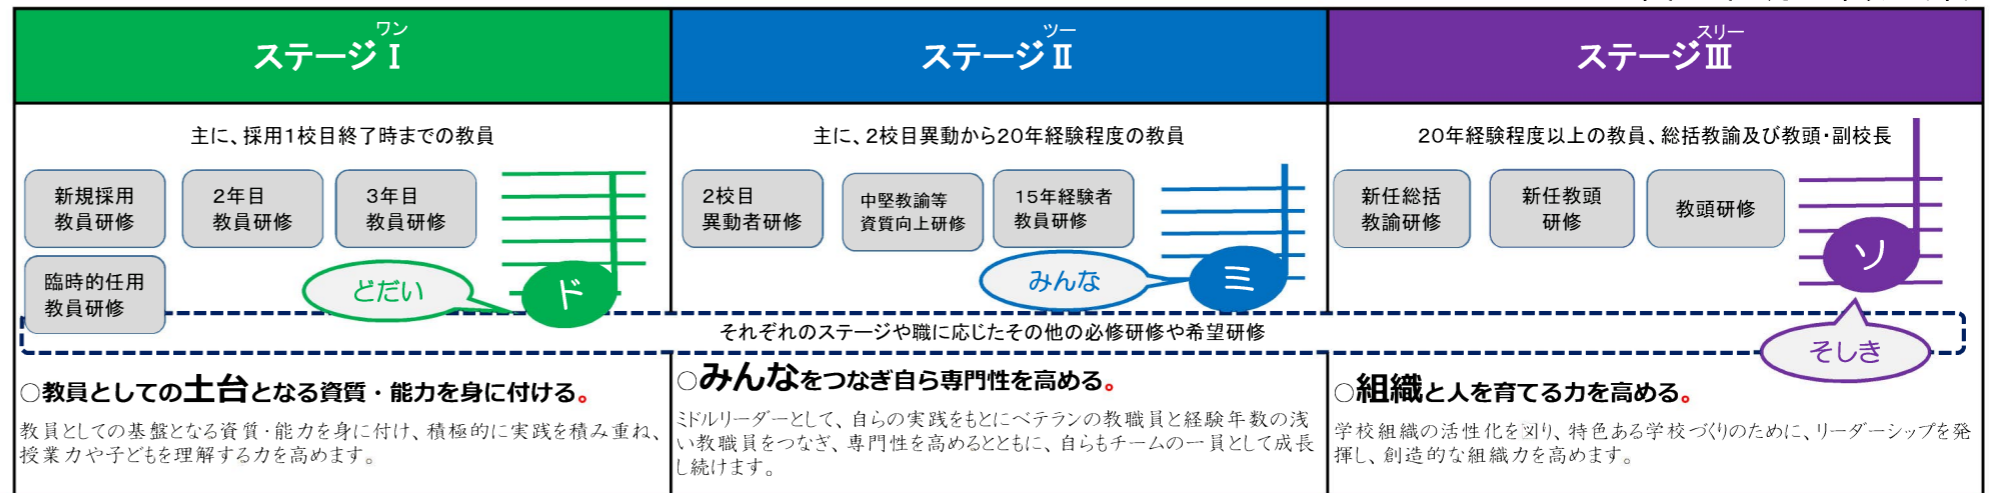 ステージⅠ
ワン
主に、採用1校目終了時までの教員
新規採用
教員研修
2年目
教員研修
3年目
教員研修
臨時的任用
教員研修
どだい
ド
○教員としての土台となる資質・能力を身に付ける。
教員としての基盤となる資質・能力を身に付け、積極的に実践を積み重ね、
授業力や子どもを理解する力を高めます。
ステージⅡ
ツー
主に、2校目異動から20年経験程度の教員
2校目
異動者研修
中堅教諭等
資質向上研修
15年経験者
教員研修
みんな
ミ
それぞれのステージや職に応じたその他の必修研修や希望研修
○みんなをつなぎ自ら専門性を高める。
ミドルリーダーとして、自らの実践をもとにベテランの教職員と経験年数の浅
い教職員をつなぎ、専門性を高めるとともに、自らもチームの一員として成長
し続けます。
ステージⅢ
スリー
20年経験程度以上の教員、総括教諭及び教頭・副校長
新任総括
教諭研修
新任教頭
研修
教頭研修
ソ
そしき
○組織と人を育てる力を高める。
学校組織の活性化を図り、特色ある学校づくりのために、リーダーシップを発
揮し、創造的な組織力を高めます。